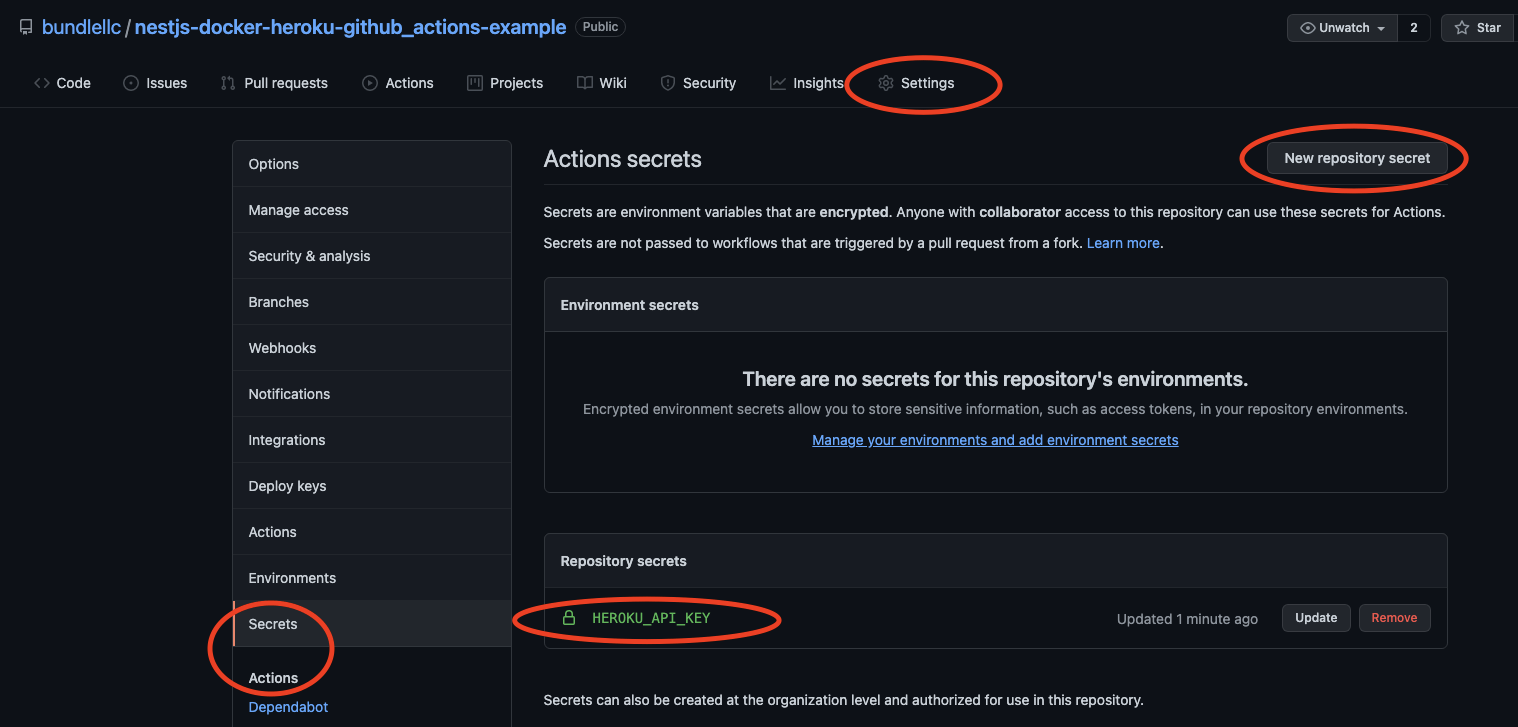 bundlellc / nestjs-docker-heroku-github_actions-example Public
Unwatch 2 Star
Code Issues Pull requests Actions Projects Wiki Security Insights Settings
Options
Manage access
Security & analysis
Branches
Webhooks
Notifications
Integrations
Deploy keys
Actions
Environments
Secrets
Actions
Dependabot
Actions secrets
New repository secret
Secrets are environment variables that are encrypted. Anyone with collaborator access to this repository can use these secrets for Actions.
Secrets are not passed to workflows that are triggered by a pull request from a fork. Learn more.
Environment secrets
There are no secrets for this repository's environments.
Encrypted environment secrets allow you to store sensitive information, such as access tokens, in your repository environments.
Manage your environments and add environment secrets
Repository secrets
HEROKU_API_KEY Updated 1 minute ago Update Remove
Secrets can also be created at the organization level and authorized for use in this repository.